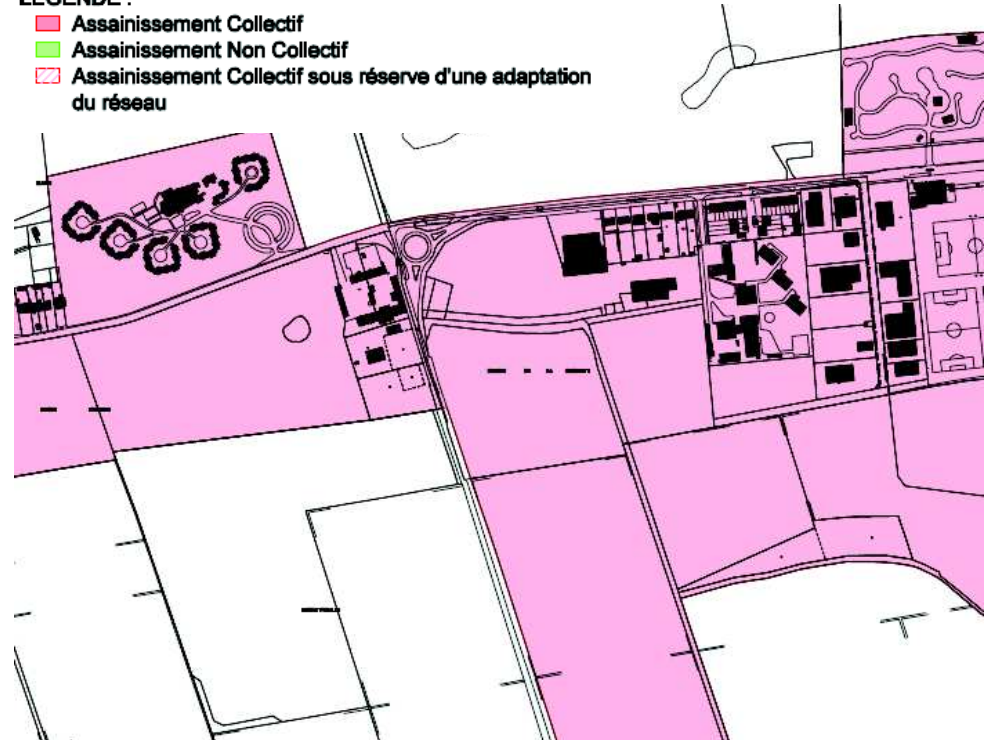 LEGENDE :
Assainissement Collectif
Assainissement Non Collectif
Assainissement Collectif sous réserve d'une adaptation
du réseau